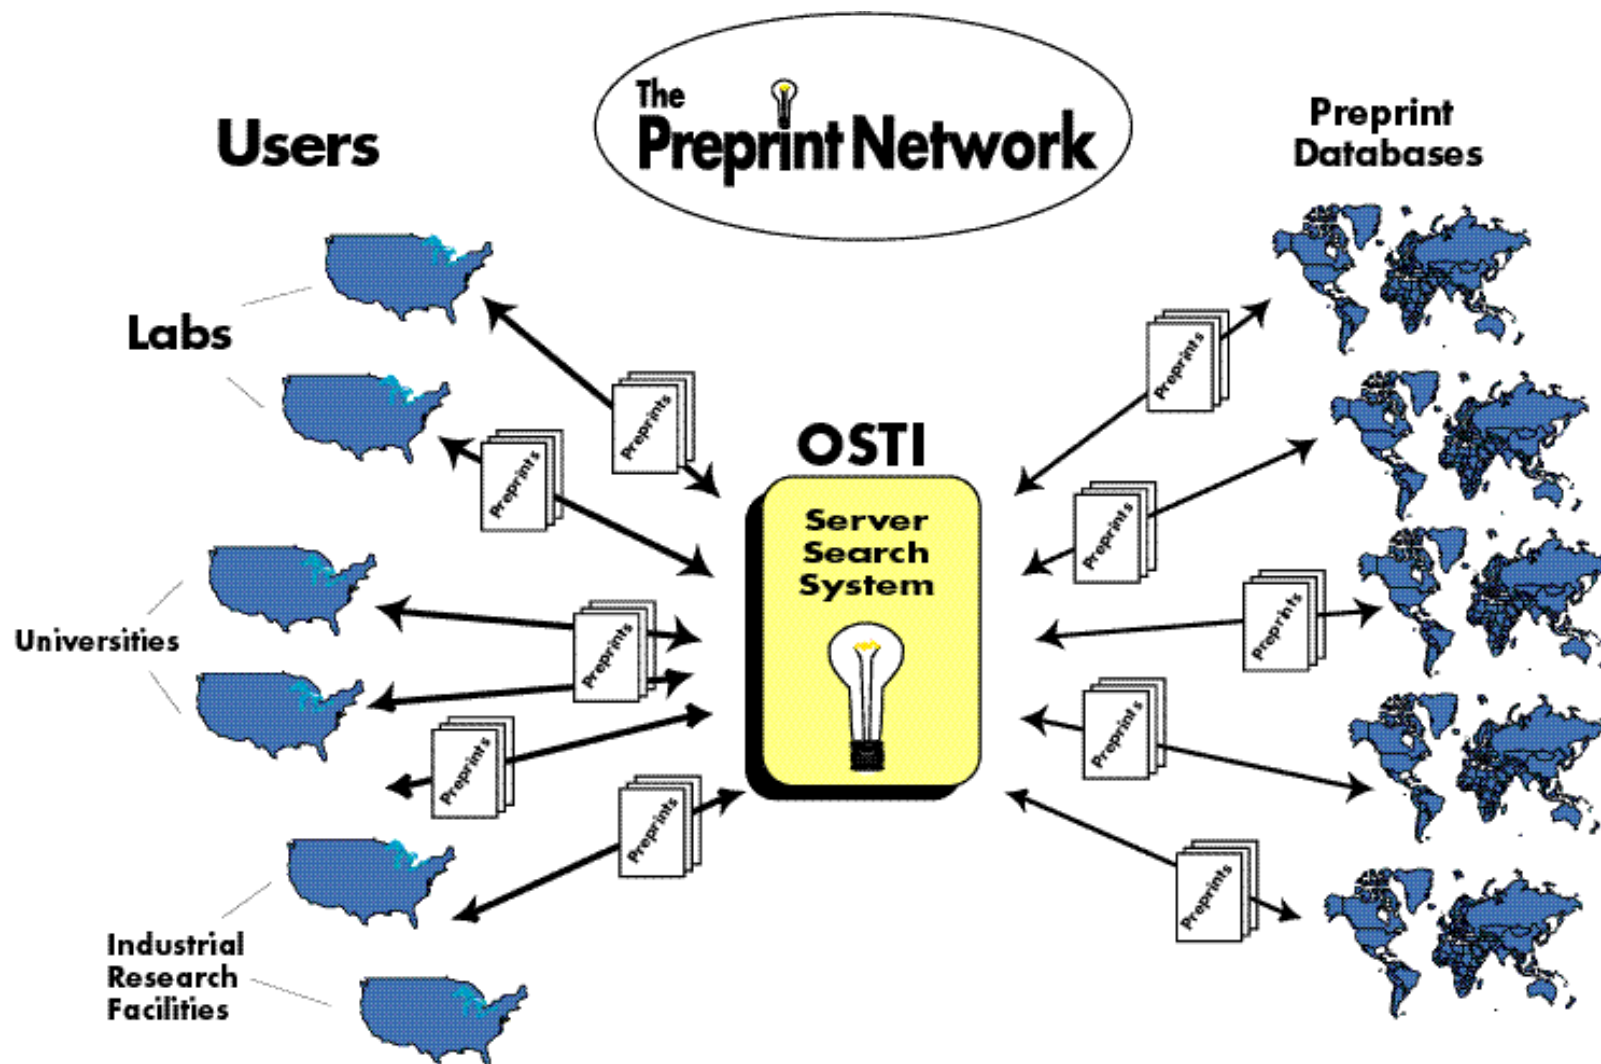 The
Preprint Network
Users
Preprint
Databases
Labs
Universities
Industrial
Research
Facilities
OSTI
Server
Search
System
Preprints
Preprints
Preprints
Preprints
Preprints
Preprints
Preprints
Preprints
Preprints
Preprints